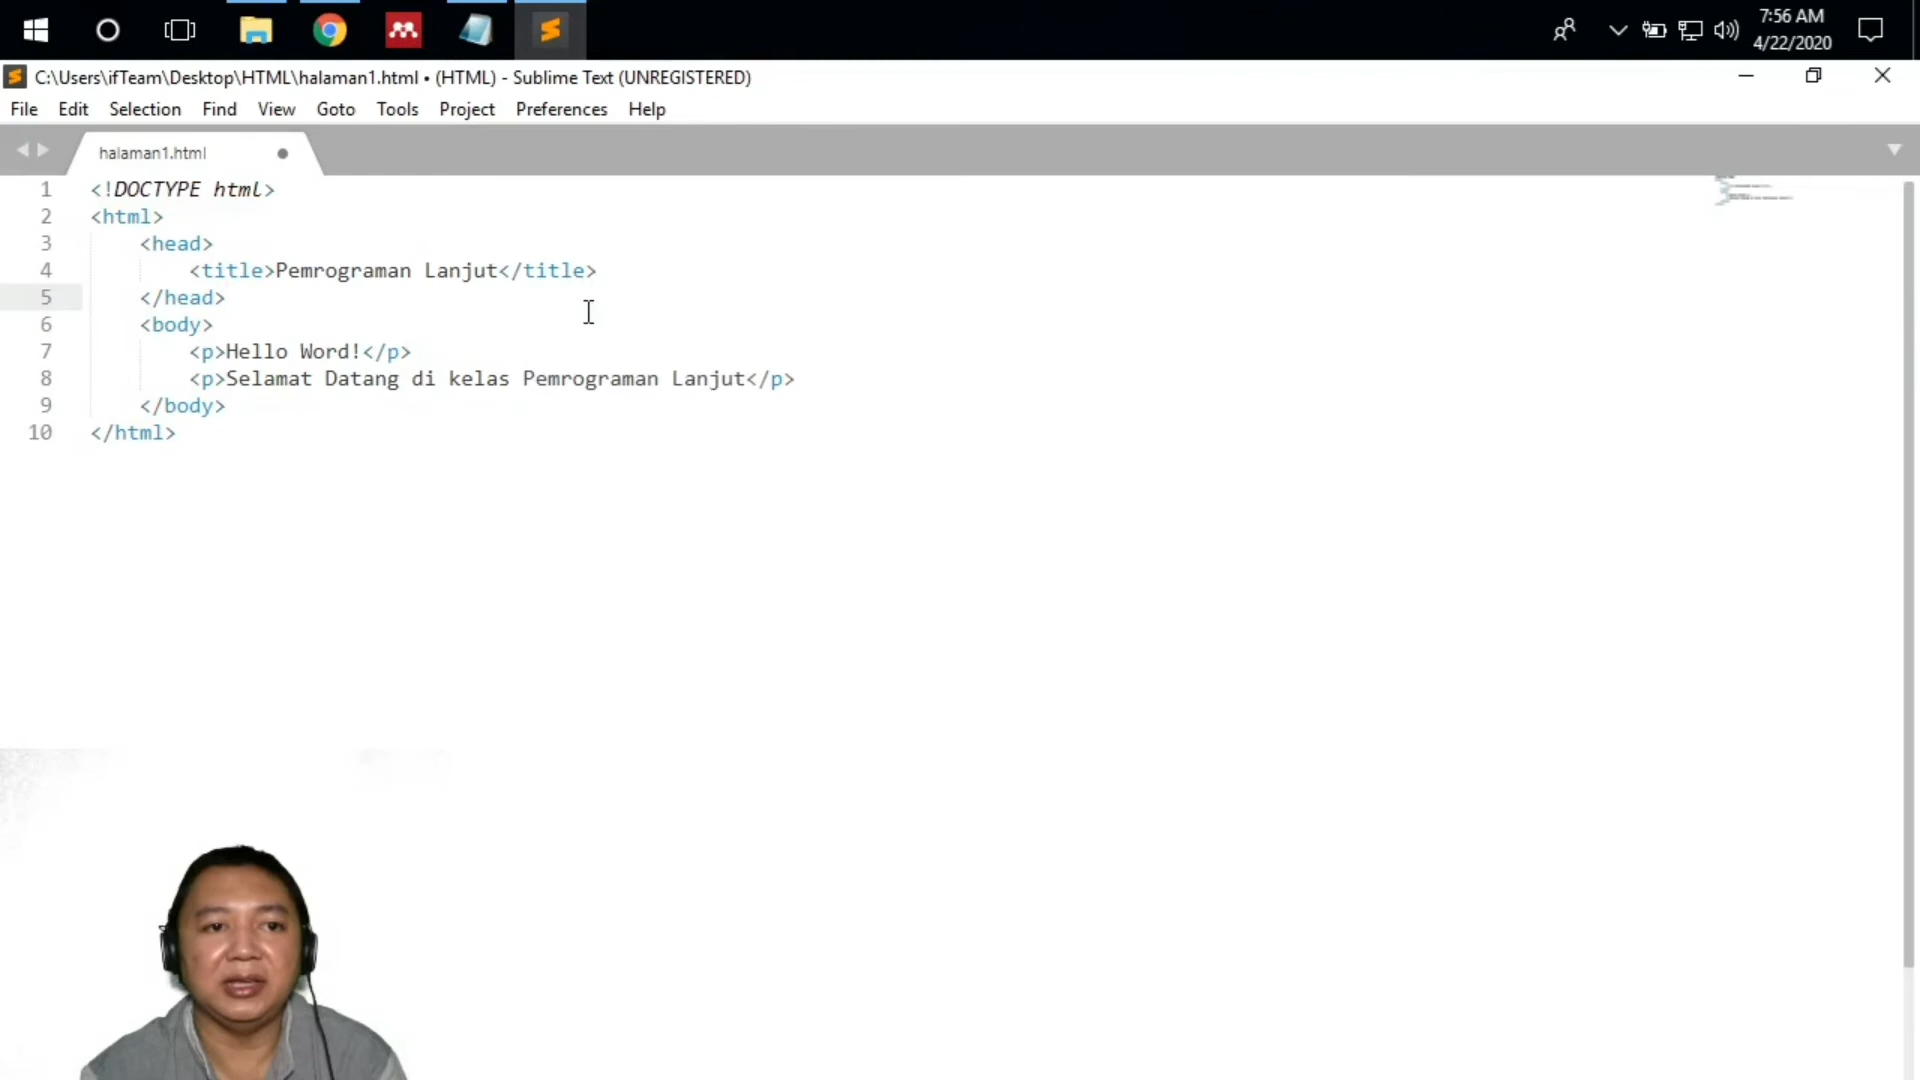 7:56 AM
4/22/2020
C:\Users\ifTeam\Desktop\HTML\halaman1.html • (HTML) - Sublime Text (UNREGISTERED)
File Edit Selection Find View Goto Tools Project Preferences Help
halaman1.html
1 <!DOCTYPE html>
2 <html>
3 <head>
4 <title>Pemrograman Lanjut</title>
5 </head>
6 <body>
7 <p>Hello Word!</p>
8 <p>Selamat Datang di kelas Pemrograman Lanjut</p>
9 </body>
10 </html>